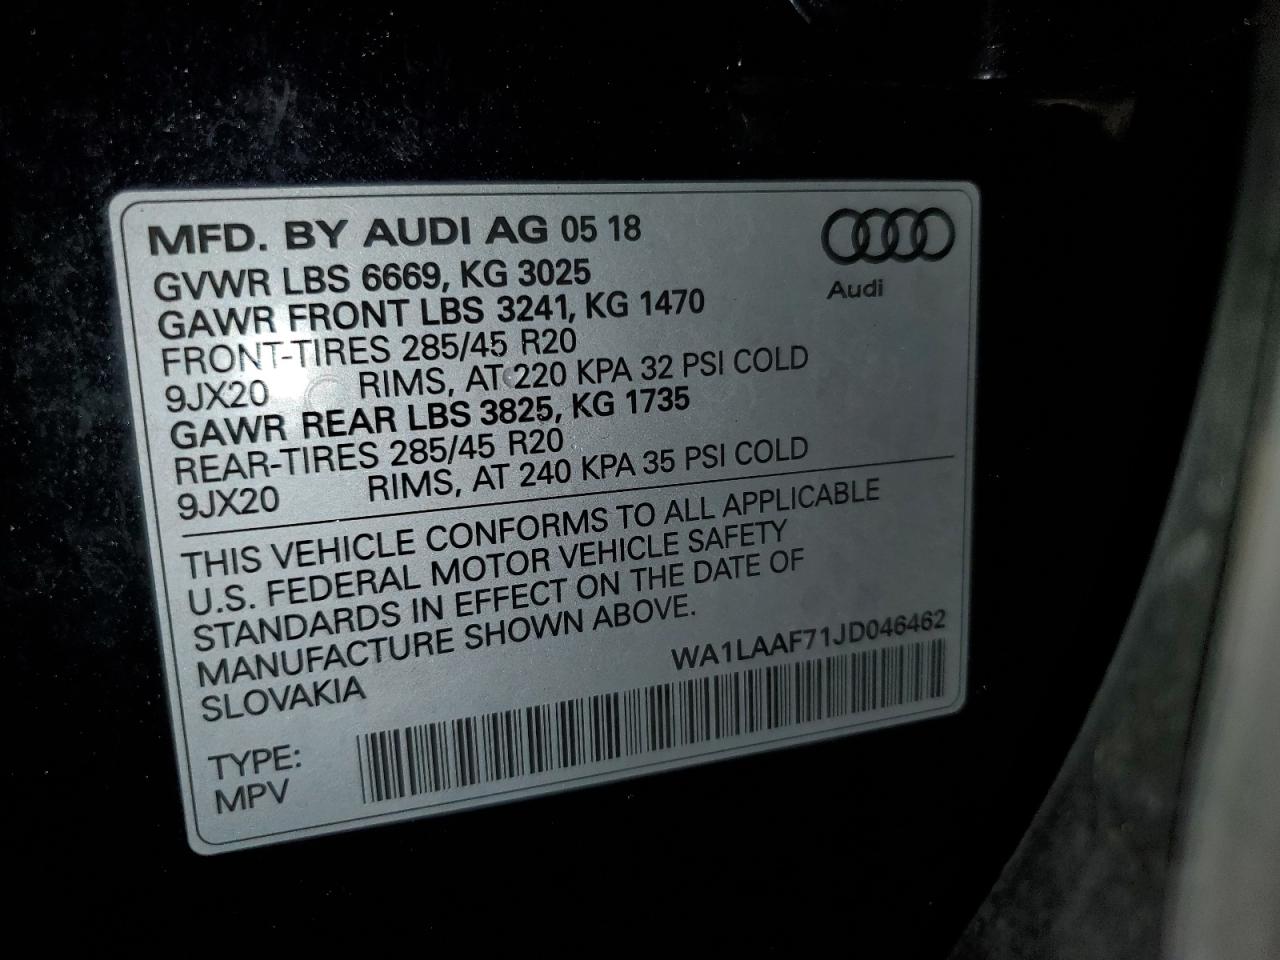 MFD. BY AUDI AG 05 18
GVWR LBS 6669, KG 3025
GAWR FRONT LBS 3241, KG 1470
FRONT-TIRES 285/45 R20
9JX20 RIMS, AT 220 KPA 32 PSI COLD
GAWR REAR LBS 3825, KG 1735
REAR-TIRES 285/45 R20
9JX20 RIMS, AT 240 KPA 35 PSI COLD
Audi
THIS VEHICLE CONFORMS TO ALL APPLICABLE
U.S. FEDERAL MOTOR VEHICLE SAFETY
STANDARDS IN EFFECT ON THE DATE OF
MANUFACTURE SHOWN ABOVE.
SLOVAKIA
WA1LAAF71JD046462
TYPE:
MPV